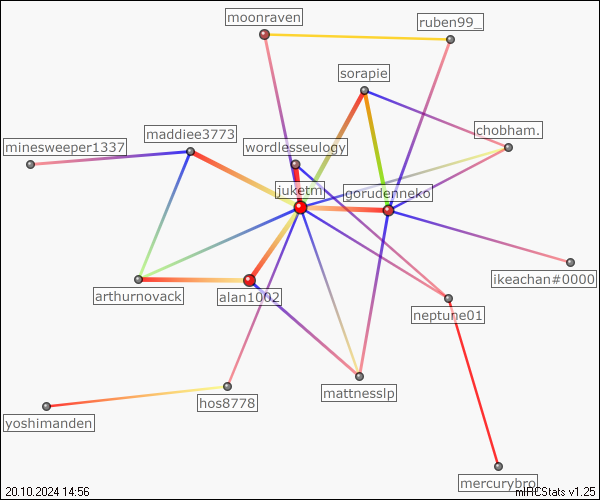 moonraven
ruben99_
sorapie
chobham.
maddiee3773
minesweeper1337
wordlesseulogy
juketm
gorudenneko
ikeachan#0000
arthurnovack
alan1002
neptune01
mattnesslp
hos8778
yoshimanden
mercurybro
20.10.2024 14:56
mIRCStats v1.25